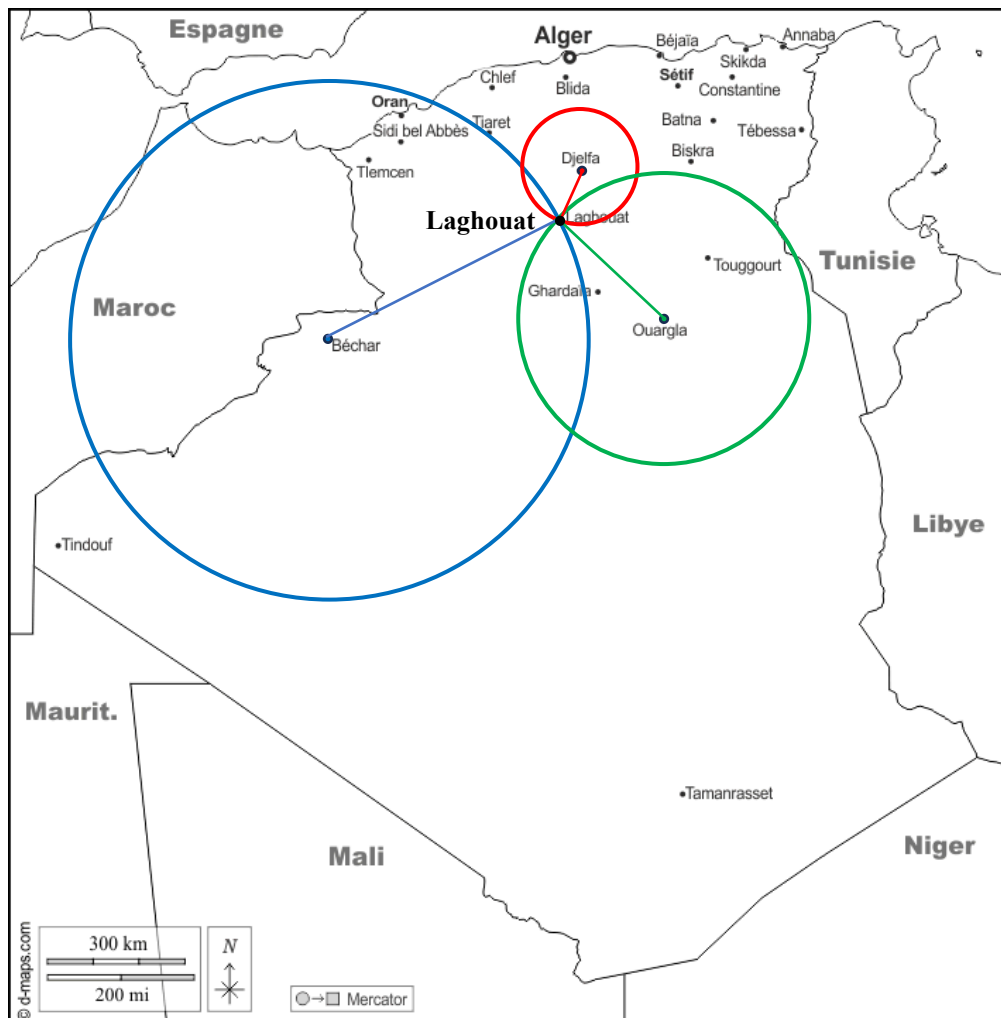 Espagne
Alger
Annaba
Béjaïa
Skikda
Chlef
Blida
Sétif
Constantine
Oran
Tiaret
Batna
Sidi bel Abbès
Tébessa
Djelfa
Biskra
Tlemcen
Laghouat
Laghouat
Touggourt
Tunisie
Maroc
Ghardaïa
Ouargla
Béchar
Libye
Tindouf
Maurit.
Tamanrasset
Niger
Mali
300 km
200 mi
N
Mercator
© d-maps.com